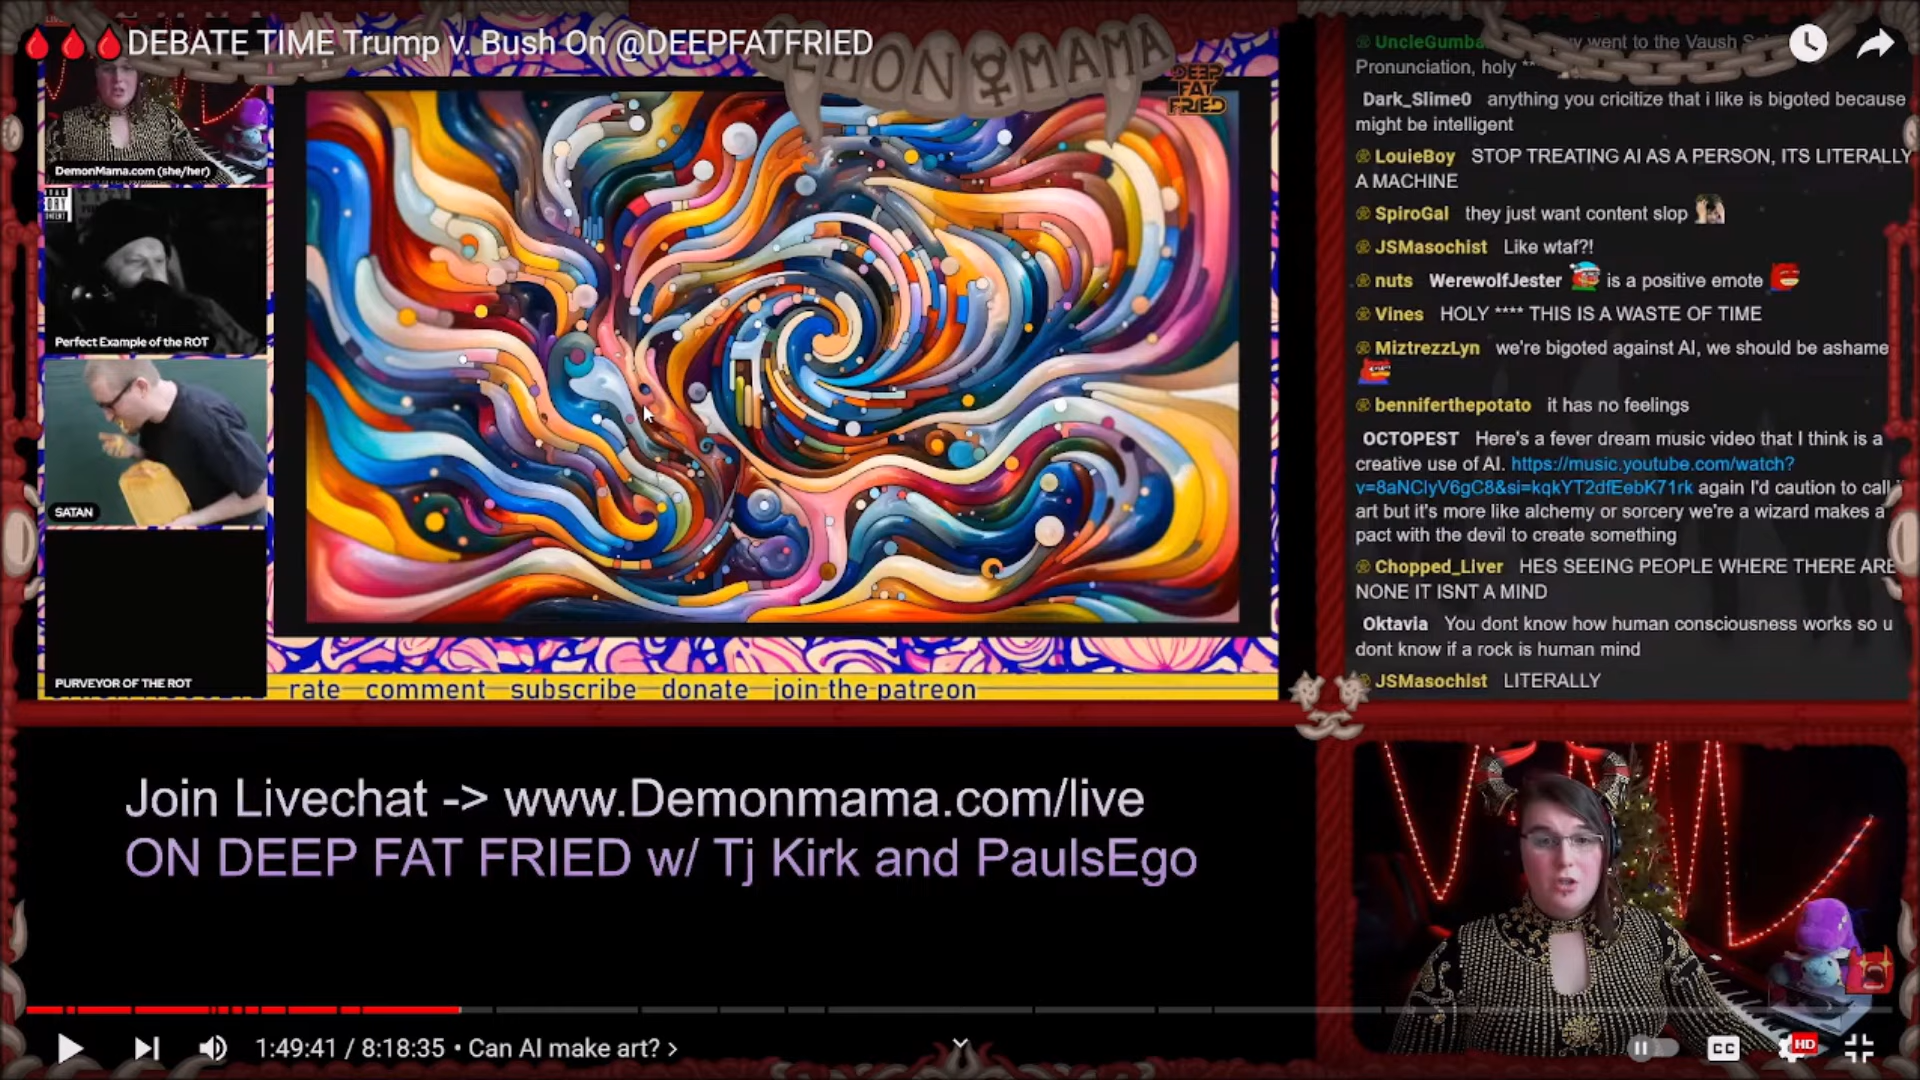 🩸🩸🩸DEBATE TIME Trump v. Bush On @DEEPFATFRIED
DEMON MAMA
DEEP
FAT
FRIED
DemonMama.com (she/her)
Perfect Example of the ROT
SATAN
PURVEYOR OF THE ROT
rate comment subscribe donate join the patreon
UncleGumba went to the Vaush
Pronunciation, holy **
Dark_Slime0 anything you cricitize that i like is bigoted because
might be intelligent
LouieBoy STOP TREATING AI AS A PERSON, ITS LITERALLY
A MACHINE
SpiroGal they just want content slop
JSMasochist Like wtaf?!
nuts WerewolfJester is a positive emote
Vines HOLY **** THIS IS A WASTE OF TIME
MiztrezzLyn we're bigoted against AI, we should be ashame
benniferthepotato it has no feelings
OCTOPEST Here's a fever dream music video that I think is a
creative use of AI. https://music.youtube.com/watch?
v=8aNCIyV6gC8&si=kqkYT2dfEebK71rk again I'd caution to call
art but it's more like alchemy or sorcery we're a wizard makes a
pact with the devil to create something
Chopped_Liver HES SEEING PEOPLE WHERE THERE ARE
NONE IT ISNT A MIND
Oktavia You dont know how human consciousness works so u
dont know if a rock is human mind
JSMasochist LITERALLY
Join Livechat -> www.Demonmama.com/live
ON DEEP FAT FRIED w/ Tj Kirk and PaulsEgo
1:49:41 / 8:18:35 • Can AI make art? >
CC
HD